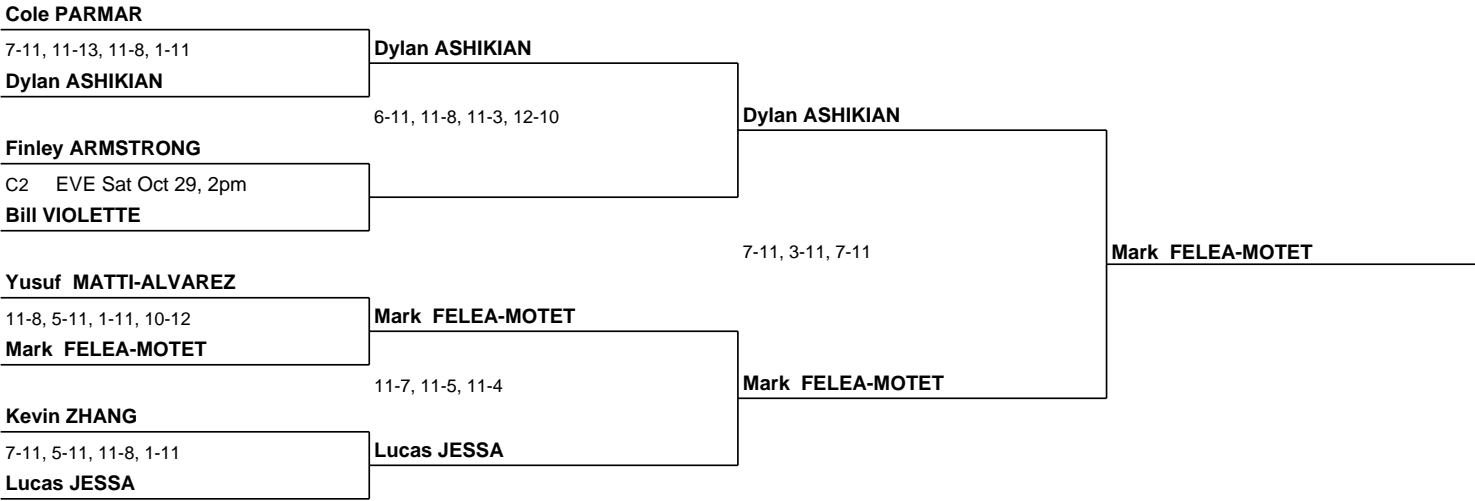 Cole PARMAR
7-11, 11-13, 11-8, 1-11
Dylan ASHIKIAN
Dylan ASHIKIAN
6-11, 11-8, 11-3, 12-10
Dylan ASHIKIAN
Finley ARMSTRONG
C2 EVE Sat Oct 29, 2pm
Bill VIOLETTE
7-11, 3-11, 7-11
Mark FELEA-MOTET
Yusuf MATTI-ALVAREZ
11-8, 5-11, 1-11, 10-12
Mark FELEA-MOTET
Mark FELEA-MOTET
11-7, 11-5, 11-4
Mark FELEA-MOTET
Kevin ZHANG
7-11, 5-11, 11-8, 1-11
Lucas JESSA
Lucas JESSA